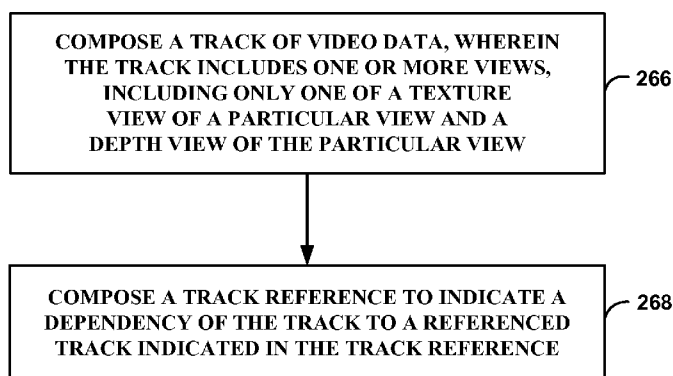 COMPOSE A TRACK OF VIDEO DATA, WHEREIN
THE TRACK INCLUDES ONE OR MORE VIEWS,
INCLUDING ONLY ONE OF A TEXTURE
VIEW OF A PARTICULAR VIEW AND A
DEPTH VIEW OF THE PARTICULAR VIEW
266
COMPOSE A TRACK REFERENCE TO INDICATE A
DEPENDENCY OF THE TRACK TO A REFERENCED
TRACK INDICATED IN THE TRACK REFERENCE
268